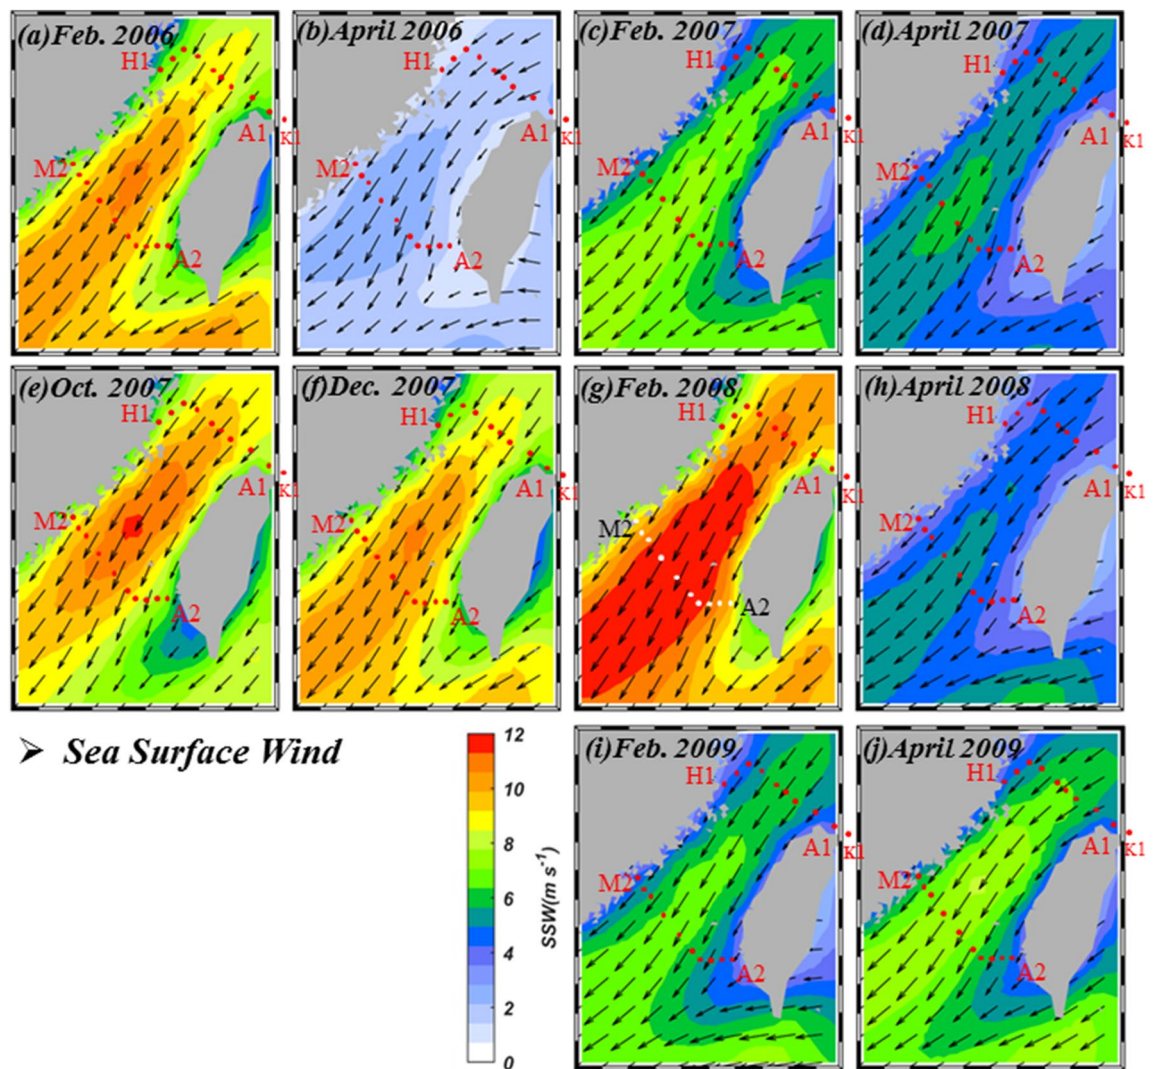 (a)Feb. 2006
H1
A1
K1
M2
A2
(b)April 2006
H1
A1
K1
M2
A2
(c)Feb. 2007
H1
A1
K1
M2
A2
(d)April 2007
H1
A1
K1
M2
A2
(e)Oct. 2007
H1
A1
K1
M2
A2
(f)Dec. 2007
H1
A1
K1
M2
A2
(g)Feb. 2008
H1
A1
K1
M2
A2
(h)April 2008
H1
A1
K1
M2
A2
➢ Sea Surface Wind
12
10
8
6
4
2
0
SSW(m s⁻¹)
(i)Feb. 2009
H1
A1
K1
M2
A2
(j)April 2009
H1
A1
K1
M2
A2